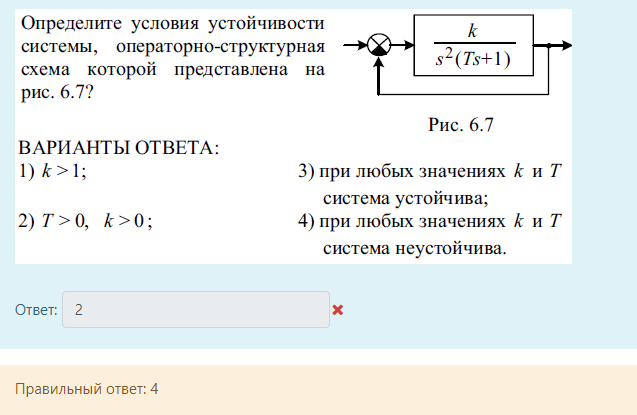 Определите условия устойчивости
системы, операторно-структурная
схема которой представлена на
рис. 6.7?
k
s²(Ts+1)
Рис. 6.7
ВАРИАНТЫ ОТВЕТА:
1) k >1;
3) при любых значениях k и T
система устойчива;
2) T > 0, k >0;
4) при любых значениях k и T
система неустойчива.
Ответ: 2
Правильный ответ: 4